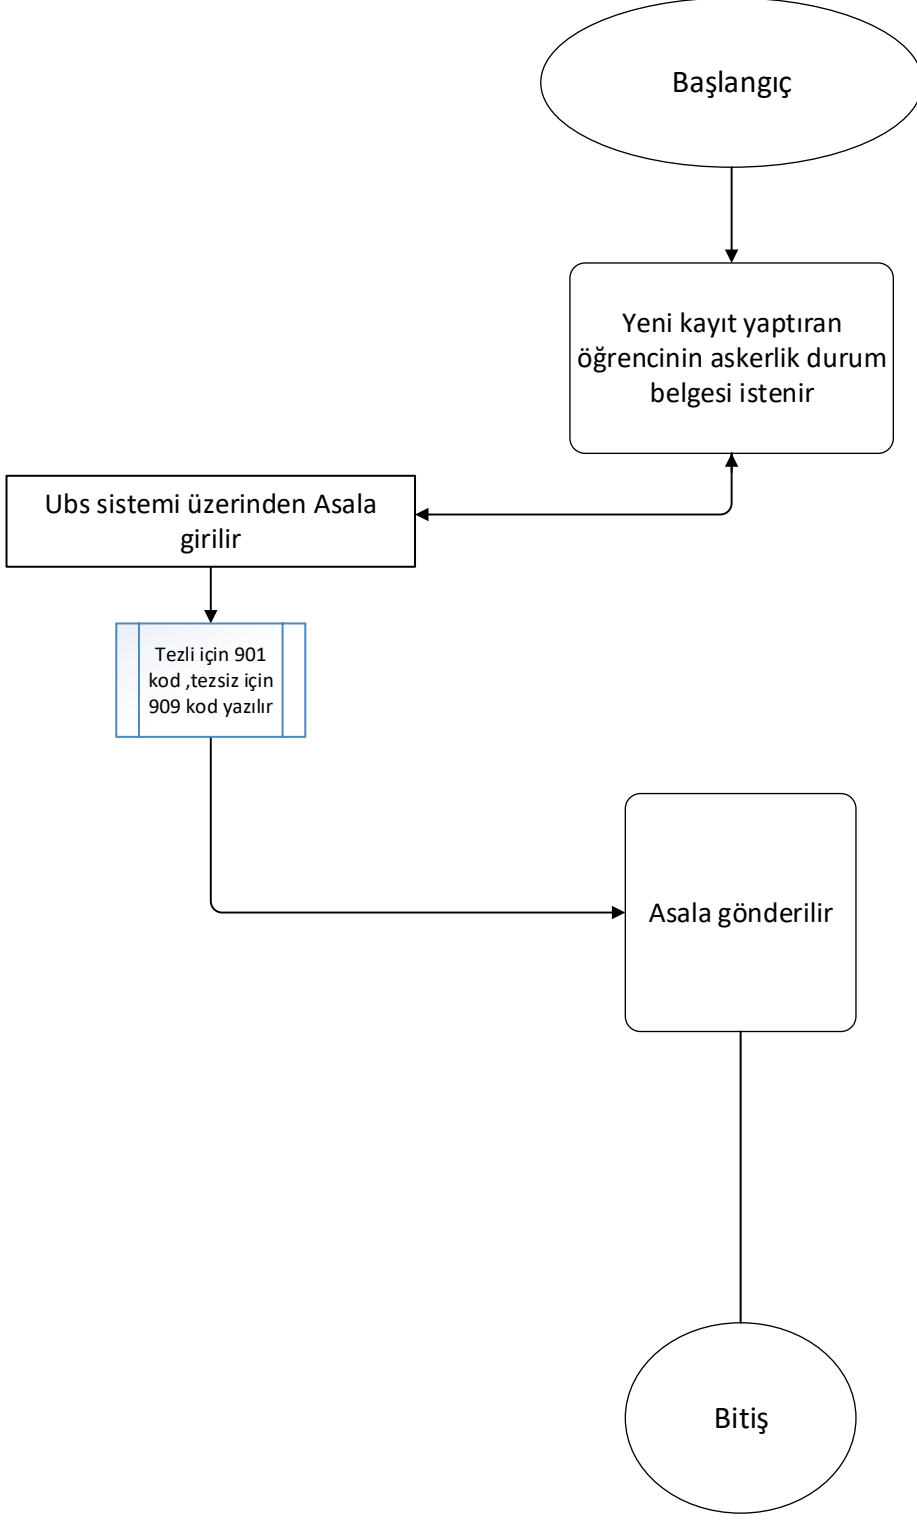 Başlangıç
Yeni kayıt yaptıran
öğrencinin askerlik durum
belgesi istenir
Ubs sistemi üzerinden Asala
girilir
Tezli için 901
kod ,tezsiz için
909 kod yazılır
Asala gönderilir
Bitiş